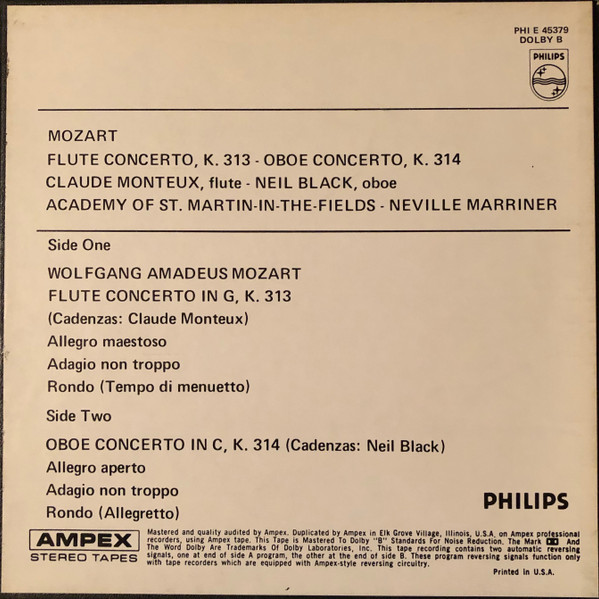 PHI E 45379
DOLBY B
PHILIPS
MOZART
FLUTE CONCERTO, K. 313 - OBOE CONCERTO, K. 314
CLAUDE MONTEUX, flute - NEIL BLACK, oboe
ACADEMY OF ST. MARTIN-IN-THE-FIELDS - NEVILLE MARRINER
Side One
WOLFGANG AMADEUS MOZART
FLUTE CONCERTO IN G, K. 313
(Cadenzas: Claude Monteux)
Allegro maestoso
Adagio non troppo
Rondo (Tempo di menuetto)
Side Two
OBOE CONCERTO IN C, K. 314 (Cadenzas: Neil Black)
Allegro aperto
Adagio non troppo
Rondo (Allegretto)
PHILIPS
AMPEX
STEREO TAPES
Mastered and quality audited by Ampex. Duplicated by Ampex in Elk Grove Village, Illinois, U.S.A. on Ampex professional
recorders, using Ampex tape. This Tape is Mastered To Dolby "B" Standards For Noise Reduction. The Mark And
The Word Dolby Are Trademarks Of Dolby Laboratories, Inc. This tape recording contains two automatic reversing
signals, one at end of side A program, the other at the end of side B. These program reversing signals function only
with tape recorders which are equipped with Ampex-style reversing circuitry.
Printed in U.S.A.